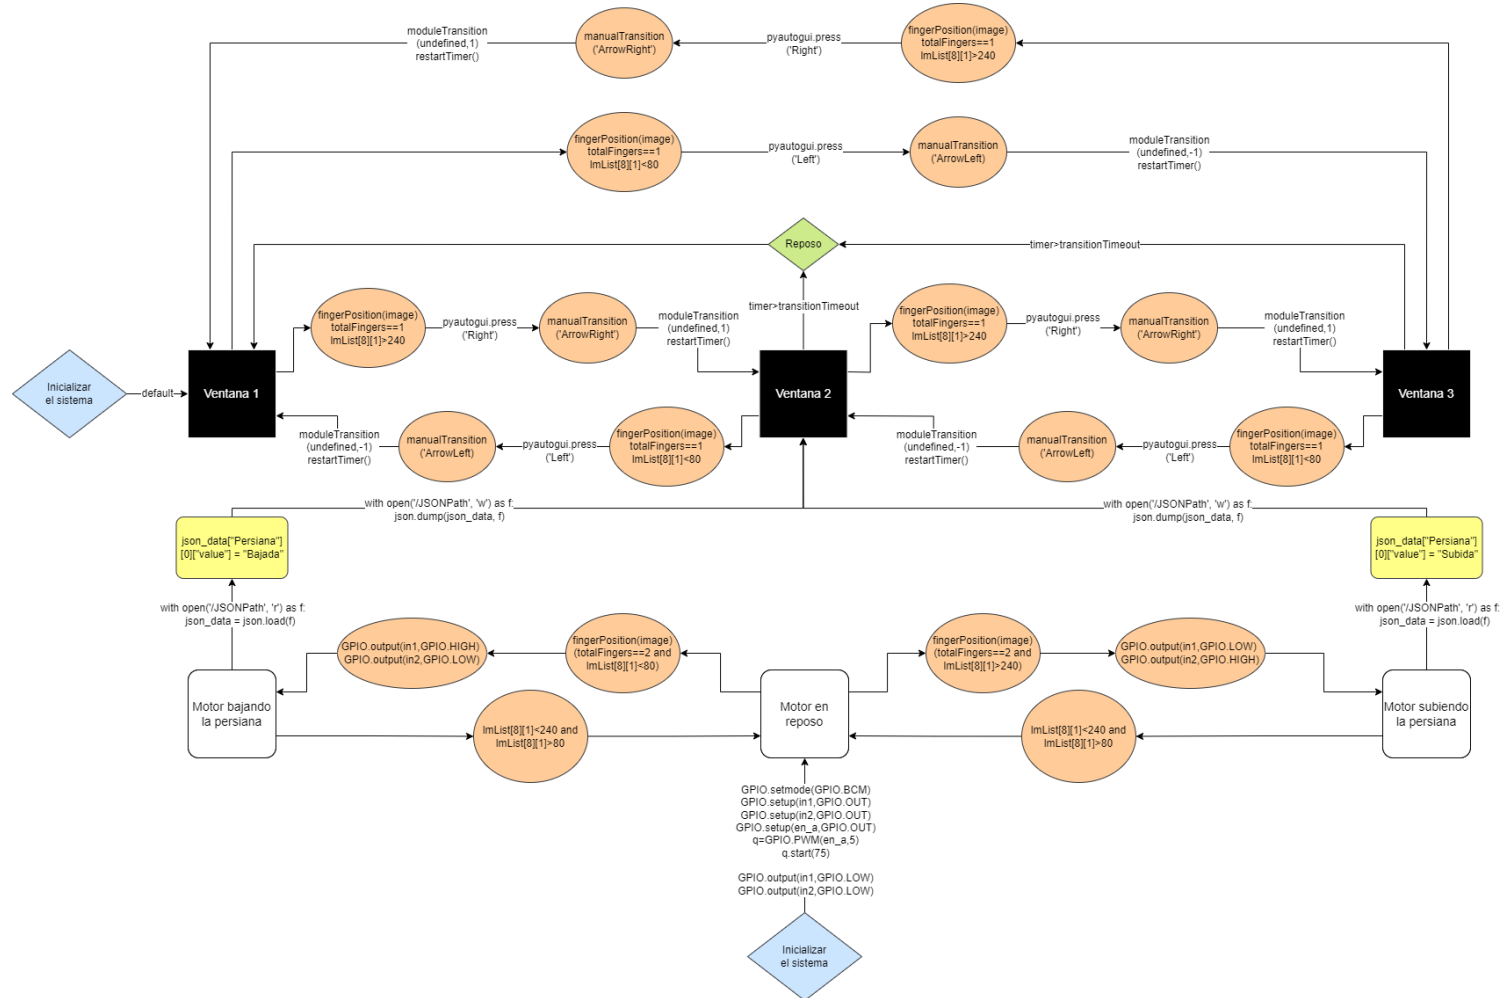 moduleTransition
(undefined,1)
restartTimer()
manualTransition
('ArrowRight')
pyautogui.press
('Right')
fingerPosition(image)
totalFingers==1
lmList[8][1]>240
fingerPosition(image)
totalFingers==1
lmList[8][1]<80
pyautogui.press
('Left')
manualTransition
('ArrowLeft)
moduleTransition
(undefined,-1)
restartTimer()
Reposo
timer>transitionTimeout
timer>transitionTimeout
fingerPosition(image)
totalFingers==1
lmList[8][1]>240
pyautogui.press
('Right')
manualTransition
('ArrowRight')
moduleTransition
(undefined,1)
restartTimer()
fingerPosition(image)
totalFingers==1
lmList[8][1]>240
pyautogui.press
('Right')
manualTransition
('ArrowRight')
moduleTransition
(undefined,1)
restartTimer()
Inicializar
el sistema
default
Ventana 1
Ventana 2
Ventana 3
moduleTransition
(undefined,-1)
restartTimer()
manualTransition
('ArrowLeft)
pyautogui.press
('Left')
fingerPosition(image)
totalFingers==1
lmList[8][1]<80
moduleTransition
(undefined,-1)
restartTimer()
manualTransition
('ArrowLeft)
pyautogui.press
('Left')
fingerPosition(image)
totalFingers==1
lmList[8][1]<80
with open('/JSONPath', 'w') as f:
json.dump(json_data, f)
with open('/JSONPath', 'w') as f:
json.dump(json_data, f)
json_data["Persiana"]
[0]["value"] = "Bajada"
json_data["Persiana"]
[0]["value"] = "Subida"
with open('/JSONPath', 'r') as f:
json_data = json.load(f)
with open('/JSONPath', 'r') as f:
json_data = json.load(f)
GPIO.output(in1,GPIO.HIGH)
GPIO.output(in2,GPIO.LOW)
fingerPosition(image)
(totalFingers==2 and
lmList[8][1]<80)
fingerPosition(image)
(totalFingers==2 and
lmList[8][1]>240)
GPIO.output(in1,GPIO.LOW)
GPIO.output(in2,GPIO.HIGH)
Motor bajando
la persiana
Motor en
reposo
Motor subiendo
la persiana
lmList[8][1]<240 and
lmList[8][1]>80
lmList[8][1]<240 and
lmList[8][1]>80
GPIO.setmode(GPIO.BCM)
GPIO.setup(in1,GPIO.OUT)
GPIO.setup(in2,GPIO.OUT)
GPIO.setup(en_a,GPIO.OUT)
q=GPIO.PWM(en_a,5)
q.start(75)
GPIO.output(in1,GPIO.LOW)
GPIO.output(in2,GPIO.LOW)
Inicializar
el sistema